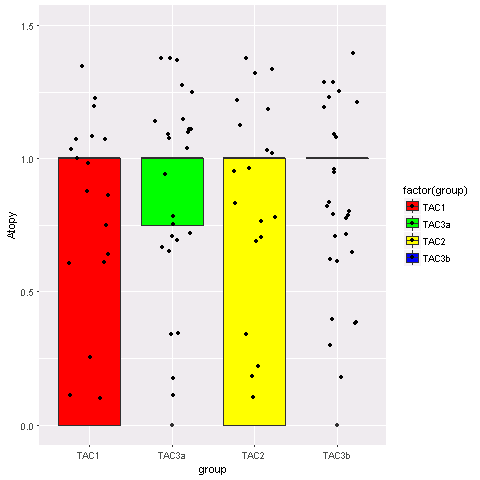 1.5
1.0
0.5
0.0
Atopy
TAC1
TAC3a
TAC2
TAC3b
group
factor(group)
TAC1
TAC3a
TAC2
TAC3b